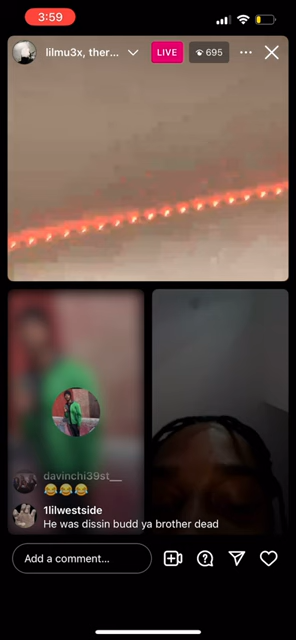 3:59
lilmu3x, ther...
LIVE
695
davinchi39st__
😂😂😂
1lilwestside
He was dissin budd ya brother dead
Add a comment...